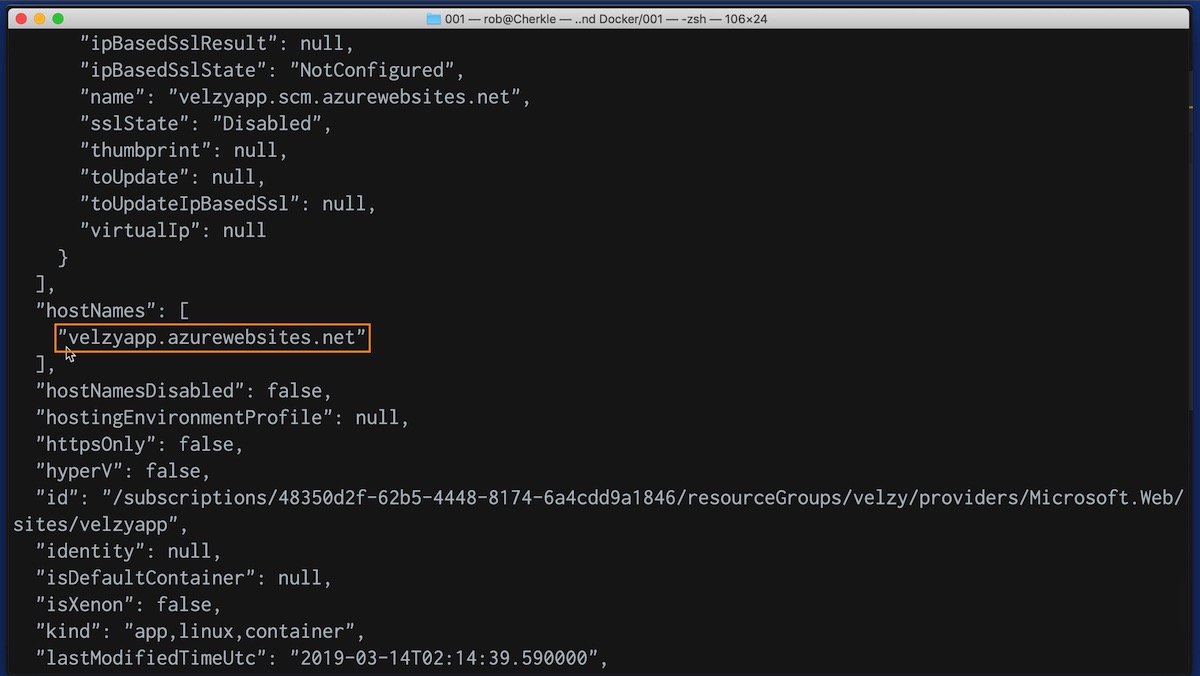 001 — rob@Cherkle — ..nd Docker/001 — -zsh — 106×24
"ipBasedSslResult": null,
"ipBasedSslState": "NotConfigured",
"name": "velzyapp.scm.azurewebsites.net",
"sslState": "Disabled",
"thumbprint": null,
"toUpdate": null,
"toUpdateIpBasedSsl": null,
"virtualIp": null
}
],
"hostNames": [
"velzyapp.azurewebsites.net"
],
"hostNamesDisabled": false,
"hostingEnvironmentProfile": null,
"httpsOnly": false,
"hyperV": false,
"id": "/subscriptions/48350d2f-62b5-4448-8174-6a4cdd9a1846/resourceGroups/velzy/providers/Microsoft.Web/
sites/velzyapp",
"identity": null,
"isDefaultContainer": null,
"isXenon": false,
"kind": "app,linux,container",
"lastModifiedTimeUtc": "2019-03-14T02:14:39.590000",